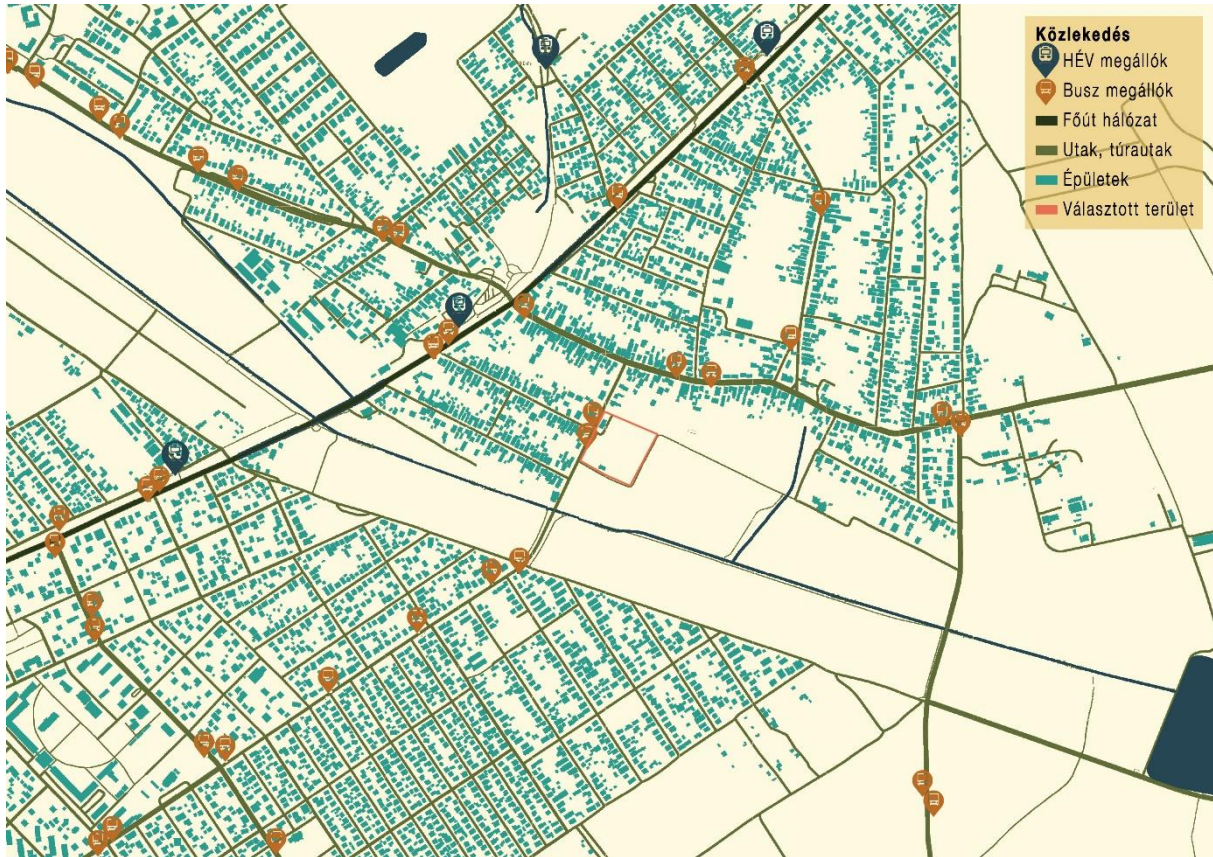 Közlekedés
HÉV megállók
Busz megállók
Főút hálózat
Utak, túrautak
Épületek
Választott terület